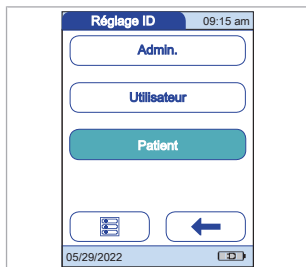 Réglage ID 09:15 am
Admin.
Utilisateur
Patient
05/29/2022